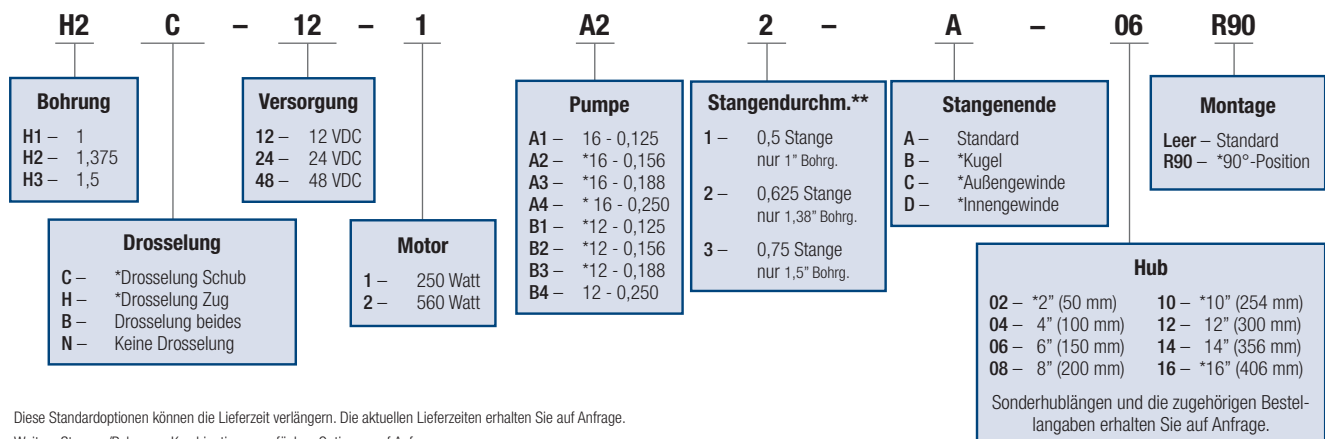 H2 C – 12 – 1 A2 2 – A – 06 R90
Bohrung
H1 – 1
H2 – 1,375
H3 – 1,5
Drosselung
C – *Drosselung Schub
H – *Drosselung Zug
B – Drosselung beides
N – Keine Drosselung
Versorgung
12 – 12 VDC
24 – 24 VDC
48 – 48 VDC
Motor
1 – 250 Watt
2 – 560 Watt
Pumpe
A1 – 16 - 0,125
A2 – *16 - 0,156
A3 – *16 - 0,188
A4 – * 16 - 0,250
B1 – *12 - 0,125
B2 – *12 - 0,156
B3 – *12 - 0,188
B4 – 12 - 0,250
Stangendurchm.**
1 – 0,5 Stange
nur 1" Bohrg.
2 – 0,625 Stange
nur 1,38" Bohrg.
3 – 0,75 Stange
nur 1,5" Bohrg.
Stangenende
A – Standard
B – *Kugel
C – *Außengewinde
D – *Innengewinde
Hub
02 – *2” (50 mm) 10 – *10” (254 mm)
04 – 4” (100 mm) 12 – 12” (300 mm)
06 – 6” (150 mm) 14 – 14” (356 mm)
08 – 8” (200 mm) 16 – *16” (406 mm)
Sonderhublängen und die zugehörigen Bestel-
langaben erhalten Sie auf Anfrage.
Montage
Leer – Standard
R90 – *90°-Position
Diese Standardoptionen können die Lieferzeit verlängern. Die aktuellen Lieferzeiten erhalten Sie auf Anfrage.